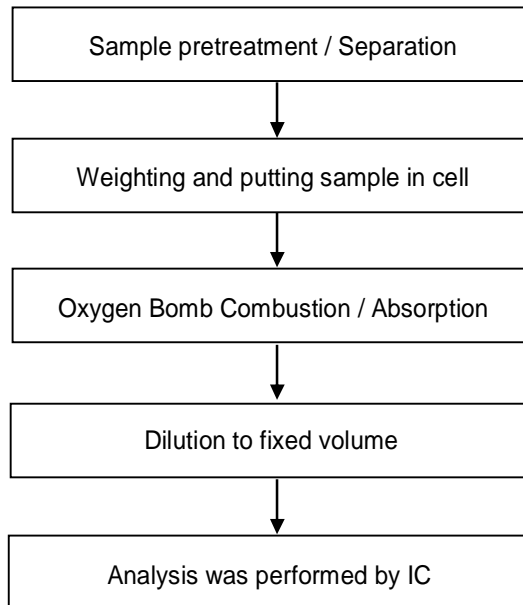 Sample pretreatment / Separation
Weighting and putting sample in cell
Oxygen Bomb Combustion / Absorption
Dilution to fixed volume
Analysis was performed by IC